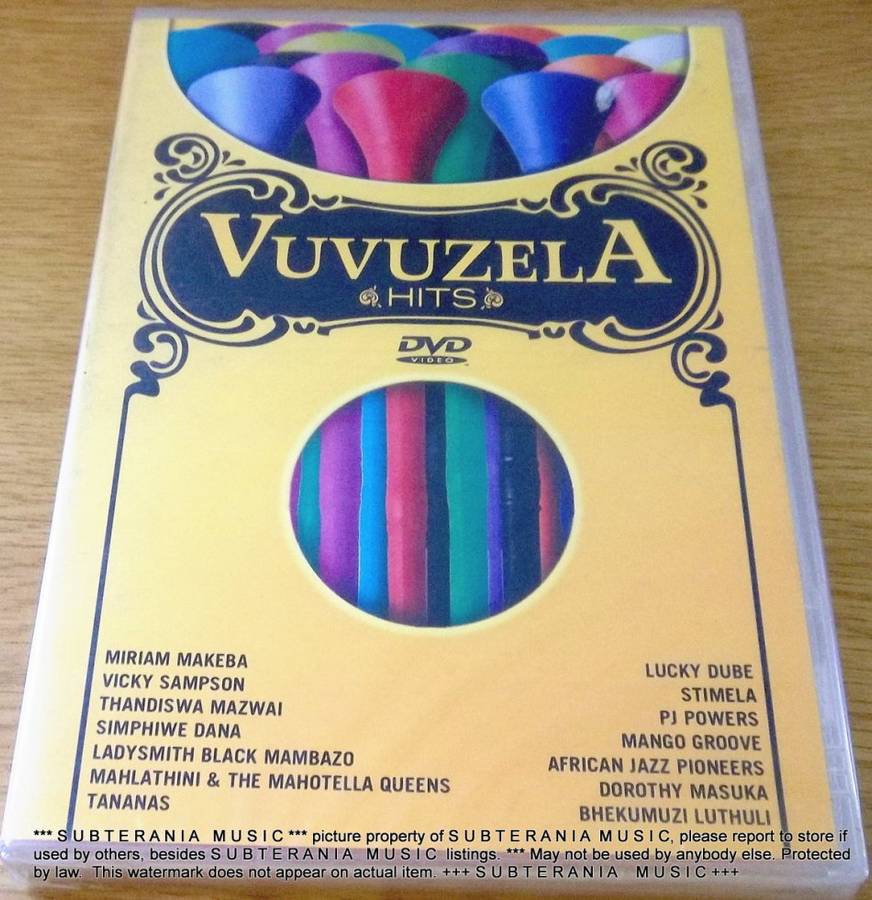 VUVUZELA
HITS
DVD
VIDEO
MIRIAM MAKEBA
VICKY SAMPSON
THANDISWA MAZWAI
SIMPHIWE DANA
LADYSMITH BLACK MAMBAZO
MAHLATHINI & THE MAHOTELLA QUEENS
TANANAS
LUCKY DUBE
STIMELA
PJ POWERS
MANGO GROOVE
AFRICAN JAZZ PIONEERS
DOROTHY MASUKA
BHEKUMUZI LUTHULI
*** S U B T E R A N I A   M U S I C *** picture property of S U B T E R A N I A M U S I C, please report to store if
used by others, besides S U B T E R A N I A   M U S I C listings. *** May not be used by anybody else. Protected
by law.  This watermark does not appear on actual item. +++ S U B T E R A N I A   M U S I C +++